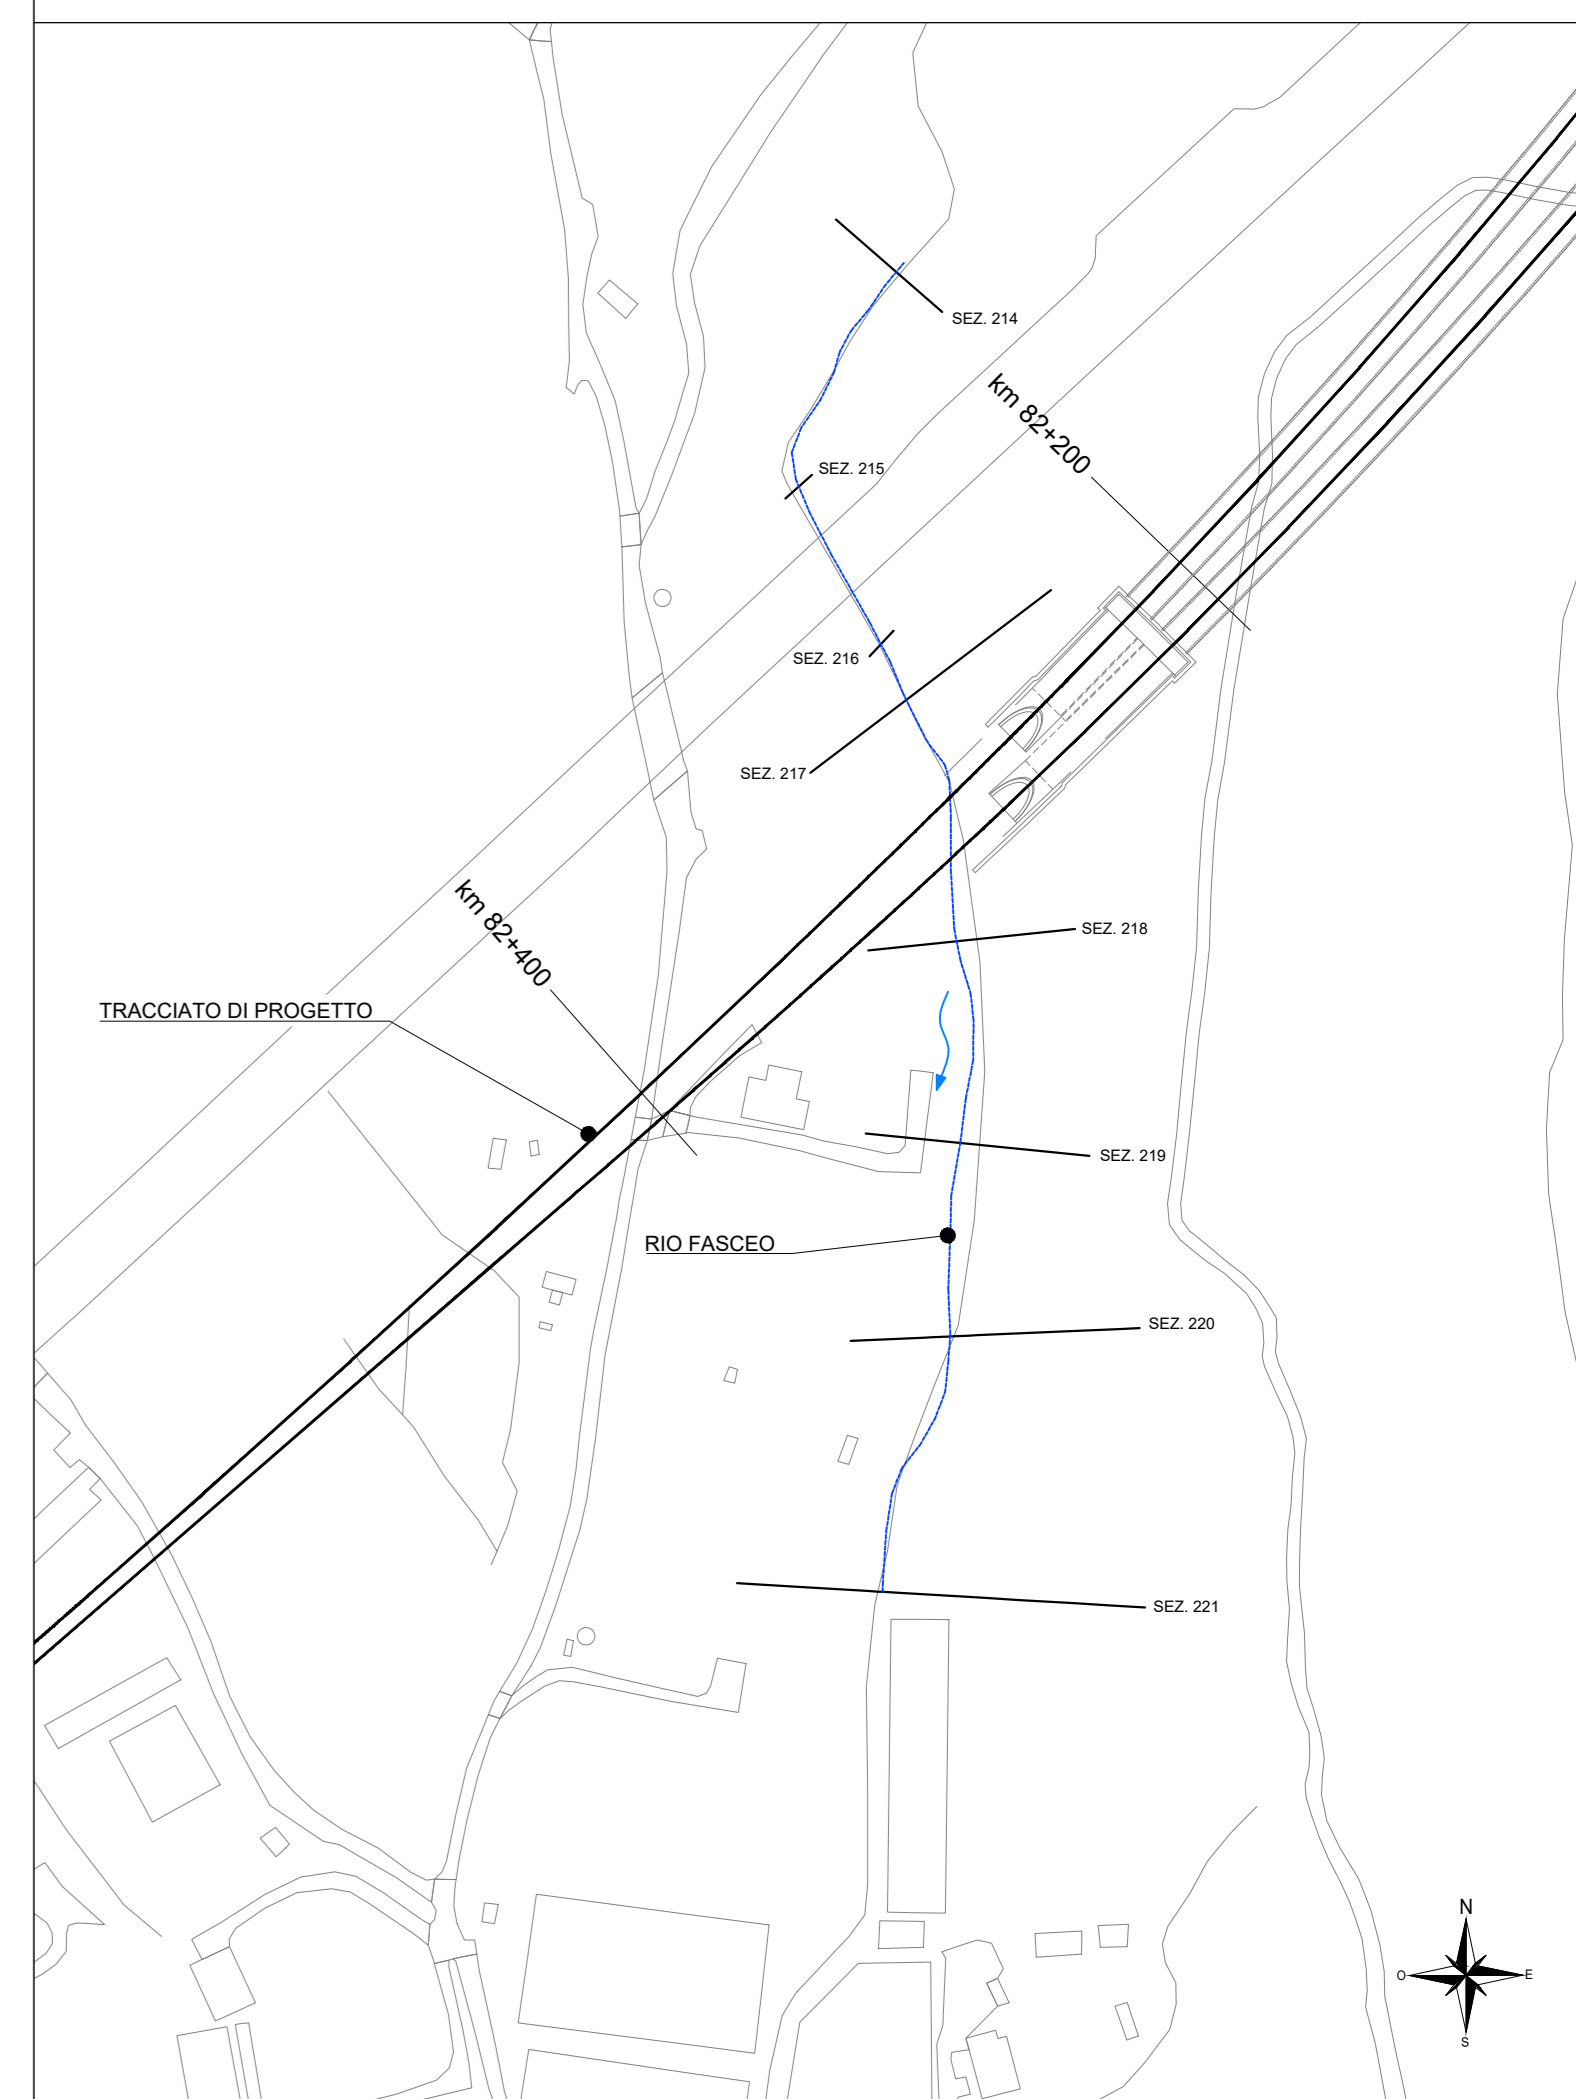 SEZ. 214
km 82+200
SEZ. 215
SEZ. 216
SEZ. 217
km 82+400
SEZ. 218
TRACCIATO DI PROGETTO
SEZ. 219
RIO FASCEO
SEZ. 220
SEZ. 221
N
O
E
S